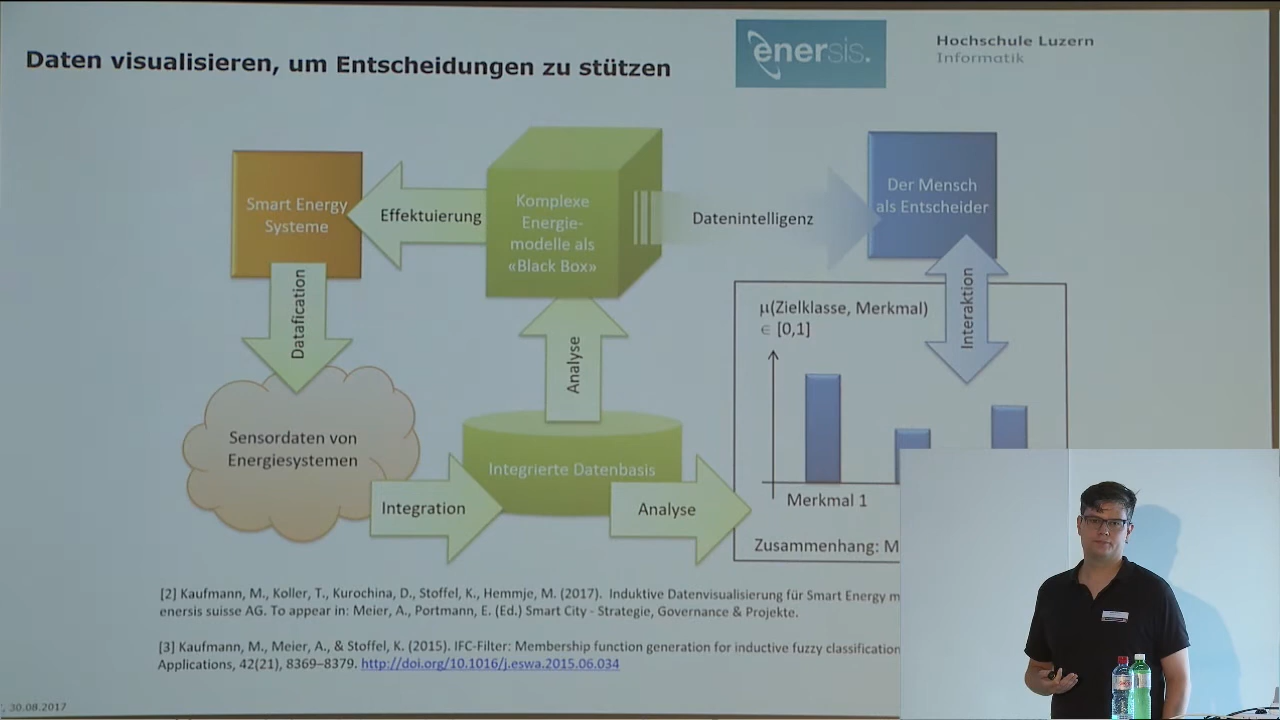 Daten visualisieren, um Entscheidungen zu stützen
enersis.
Hochschule Luzern
Informatik
Smart Energy
Systeme
Effektuierung
Komplexe
Energie-
modelle als
«Black Box»
Datenintelligenz
Der Mensch
als Entscheider
Datafication
Analyse
Interaktion
µ(Zielklasse, Merkmal)
∈ [0,1]
Sensordaten von
Energiesystemen
Integrierte Datenbasis
Integration
Analyse
Merkmal 1
Zusammenhang: M
[2] Kaufmann, M., Koller, T., Kurochina, D., Stoffel, K., Hemmje, M. (2017). Induktive Datenvisualisierung für Smart Energy m
enersis suisse AG. To appear in: Meier, A., Portmann, E. (Ed.) Smart City - Strategie, Governance & Projekte.
[3] Kaufmann, M., Meier, A., & Stoffel, K. (2015). IFC-Filter: Membership function generation for inductive fuzzy classification
Applications, 42(21), 8369–8379. http://doi.org/10.1016/j.eswa.2015.06.034
30.08.2017